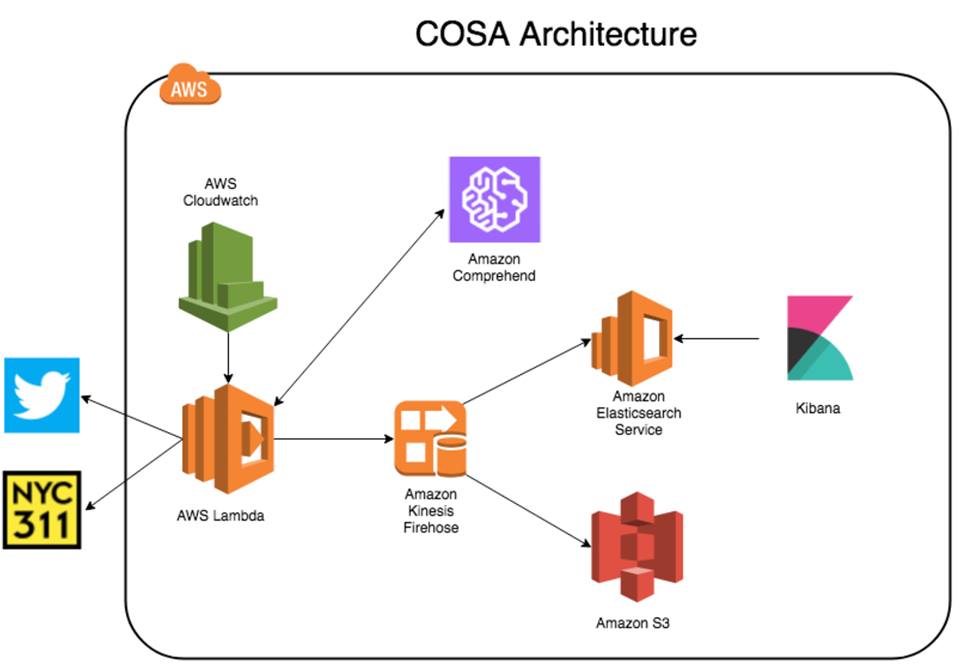 COSA Architecture
AWS
AWS
Cloudwatch
Amazon
Comprehend
Amazon
Elasticsearch
Service
Kibana
NYC
311
AWS Lambda
Amazon
Kinesis
Firehose
Amazon S3